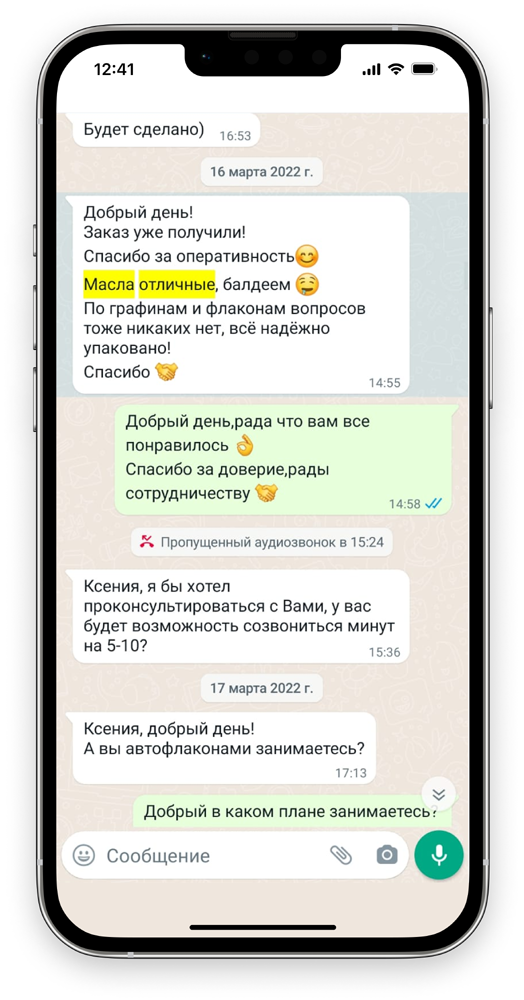 12:41
Будет сделано)
16:53
16 марта 2022 г.
Добрый день!
Заказ уже получили!
Спасибо за оперативность😊
Масла отличные, балдеем 🤤
По графинам и флаконам вопросов
тоже никаких нет, всё надёжно
упаковано!
Спасибо 🤝
14:55
Добрый день,рада что вам все
понравилось 👌
Спасибо за доверие,рады
сотрудничеству 🤝
14:58
Пропущенный аудиозвонок в 15:24
Ксения, я бы хотел
проконсультироваться с Вами, у вас
будет возможность созвониться минут
на 5-10?
15:36
17 марта 2022 г.
Ксения, добрый день!
А вы автофлаконами занимаетесь?
17:13
Добрый в каком плане занимаетесь?
Сообщение